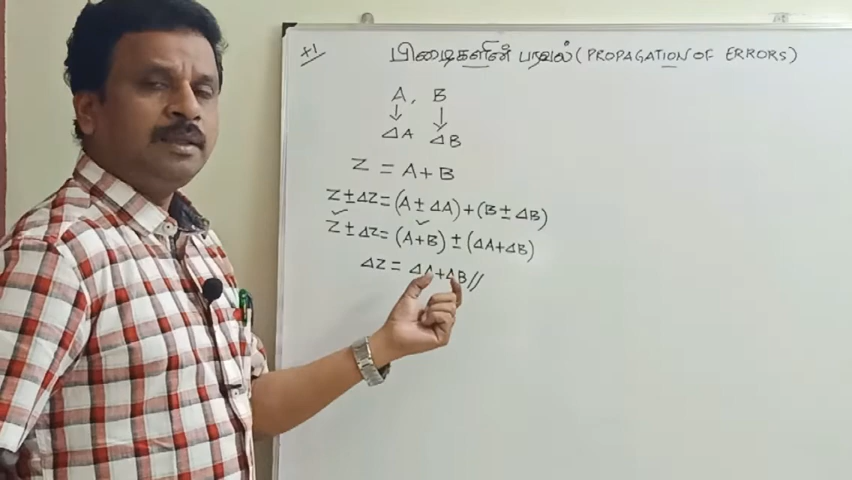 +1
பிழைகளின் பரவல் (PROPAGATION OF ERRORS)
A, B
↓ ↓
ΔA ΔB
Z = A+B
Z ± ΔZ = (A ± ΔA) + (B ± ΔB)
Z ± ΔZ = (A+B) ± (ΔA+ΔB)
ΔZ = ΔA+ΔB//